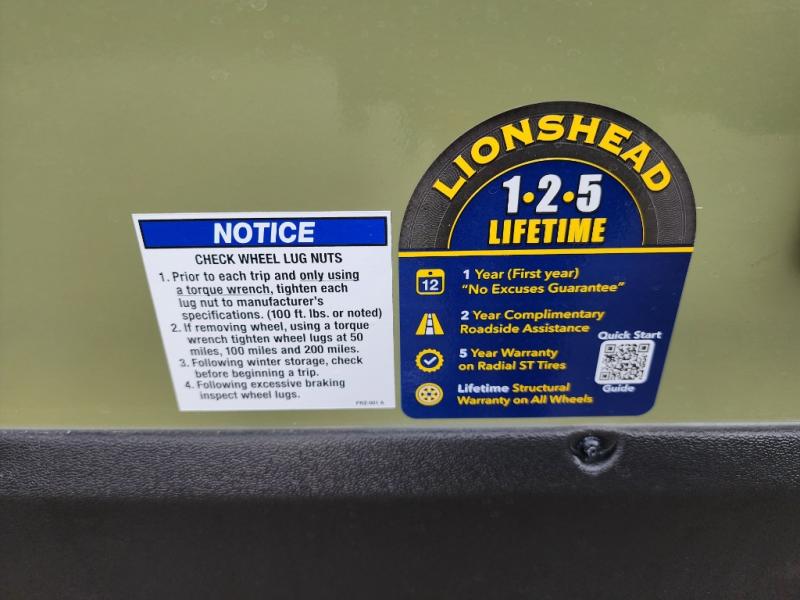 NOTICE
CHECK WHEEL LUG NUTS
1. Prior to each trip and only using
a torque wrench, tighten each
lug nut to manufacturer's
specifications. (100 ft. lbs. or noted)
2. If removing wheel, using a torque
wrench tighten wheel lugs at 50
miles, 100 miles and 200 miles.
3. Following winter storage, check
before beginning a trip.
4. Following excessive braking
inspect wheel lugs.
LIONSHEAD
1·2·5
LIFETIME
12
1 Year (First year)
"No Excuses Guarantee"
2 Year Complimentary
Roadside Assistance
5 Year Warranty
on Radial ST Tires
Lifetime Structural
Warranty on All Wheels
Quick Start
Guide